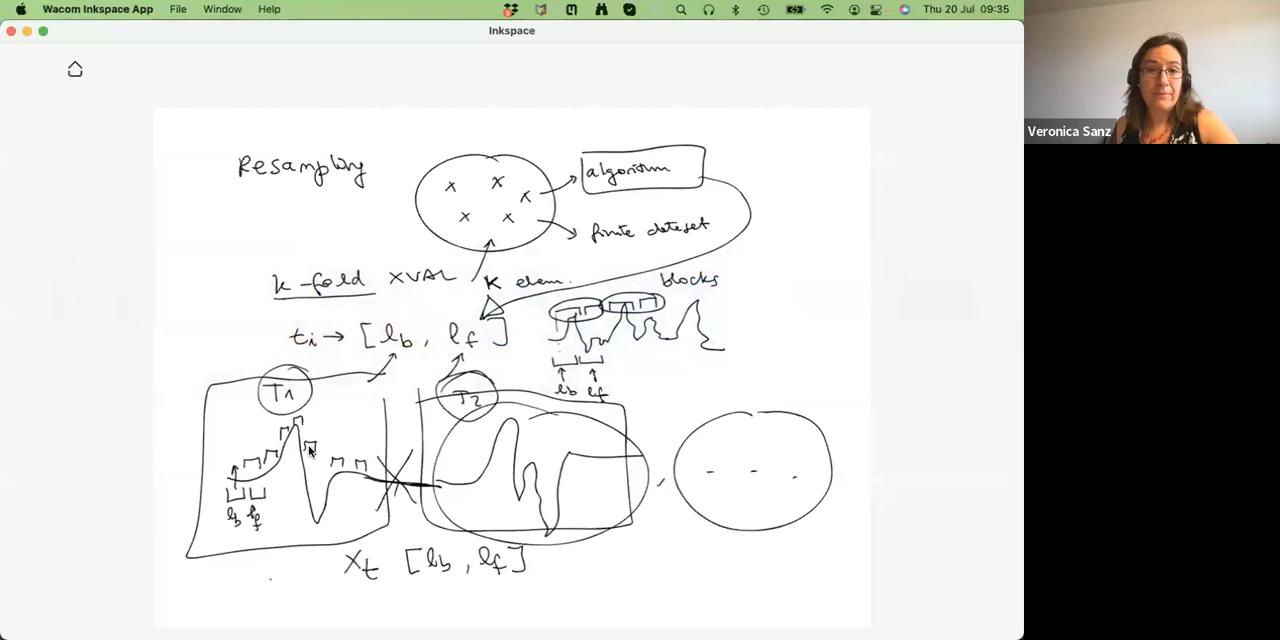 Wacom Inkspace App File Window Help Thu 20 Jul 09:35
Inkspace
Veronica Sanz
Resampling
algorithm
finite dataset
k-fold XVAL K elem. blocks
ti → [lb, lf]
lb lf
T1 T2
lb lf
Xt [lb, lf]